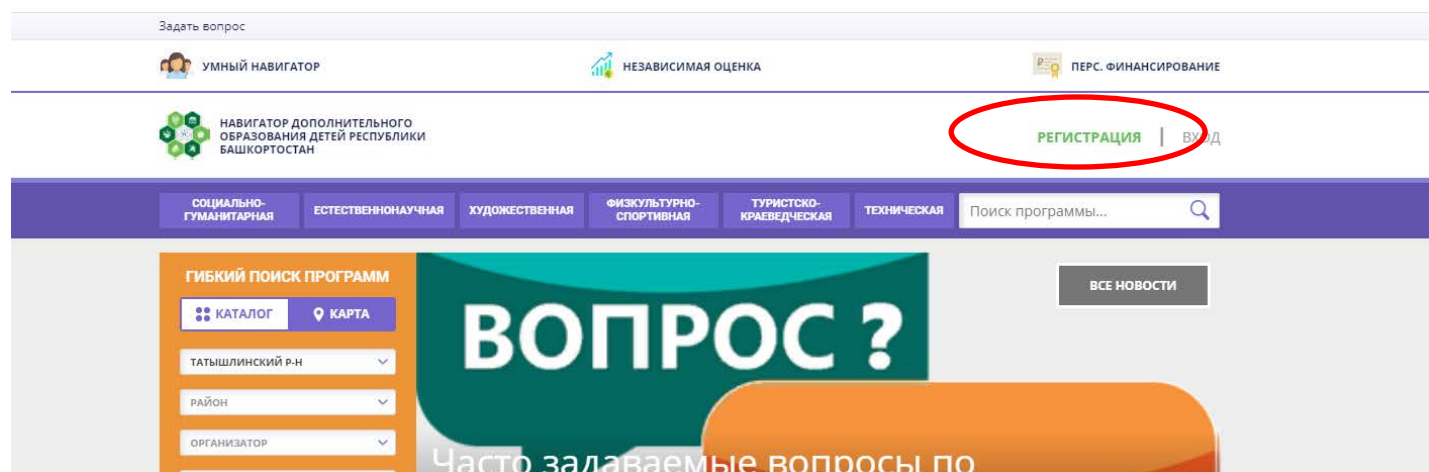 Задать вопрос
УМНЫЙ НАВИГАТОР
НЕЗАВИСИМАЯ ОЦЕНКА
ПЕРС. ФИНАНСИРОВАНИЕ
НАВИГАТОР ДОПОЛНИТЕЛЬНОГО
ОБРАЗОВАНИЯ ДЕТЕЙ РЕСПУБЛИКИ
БАШКОРТОСТАН
РЕГИСТРАЦИЯ | ВХОД
СОЦИАЛЬНО-
ГУМАНИТАРНАЯ
ЕСТЕСТВЕННОНАУЧНАЯ
ХУДОЖЕСТВЕННАЯ
ФИЗКУЛЬТУРНО-
СПОРТИВНАЯ
ТУРИСТСКО-
КРАЕВЕДЧЕСКАЯ
ТЕХНИЧЕСКАЯ
Поиск программы...
ГИБКИЙ ПОИСК ПРОГРАММ
КАТАЛОГ
КАРТА
ТАТЫШЛИНСКИЙ Р-Н
РАЙОН
ОРГАНИЗАТОР
ВОПРОС ?
Часто задаваемые вопросы по
ВСЕ НОВОСТИ